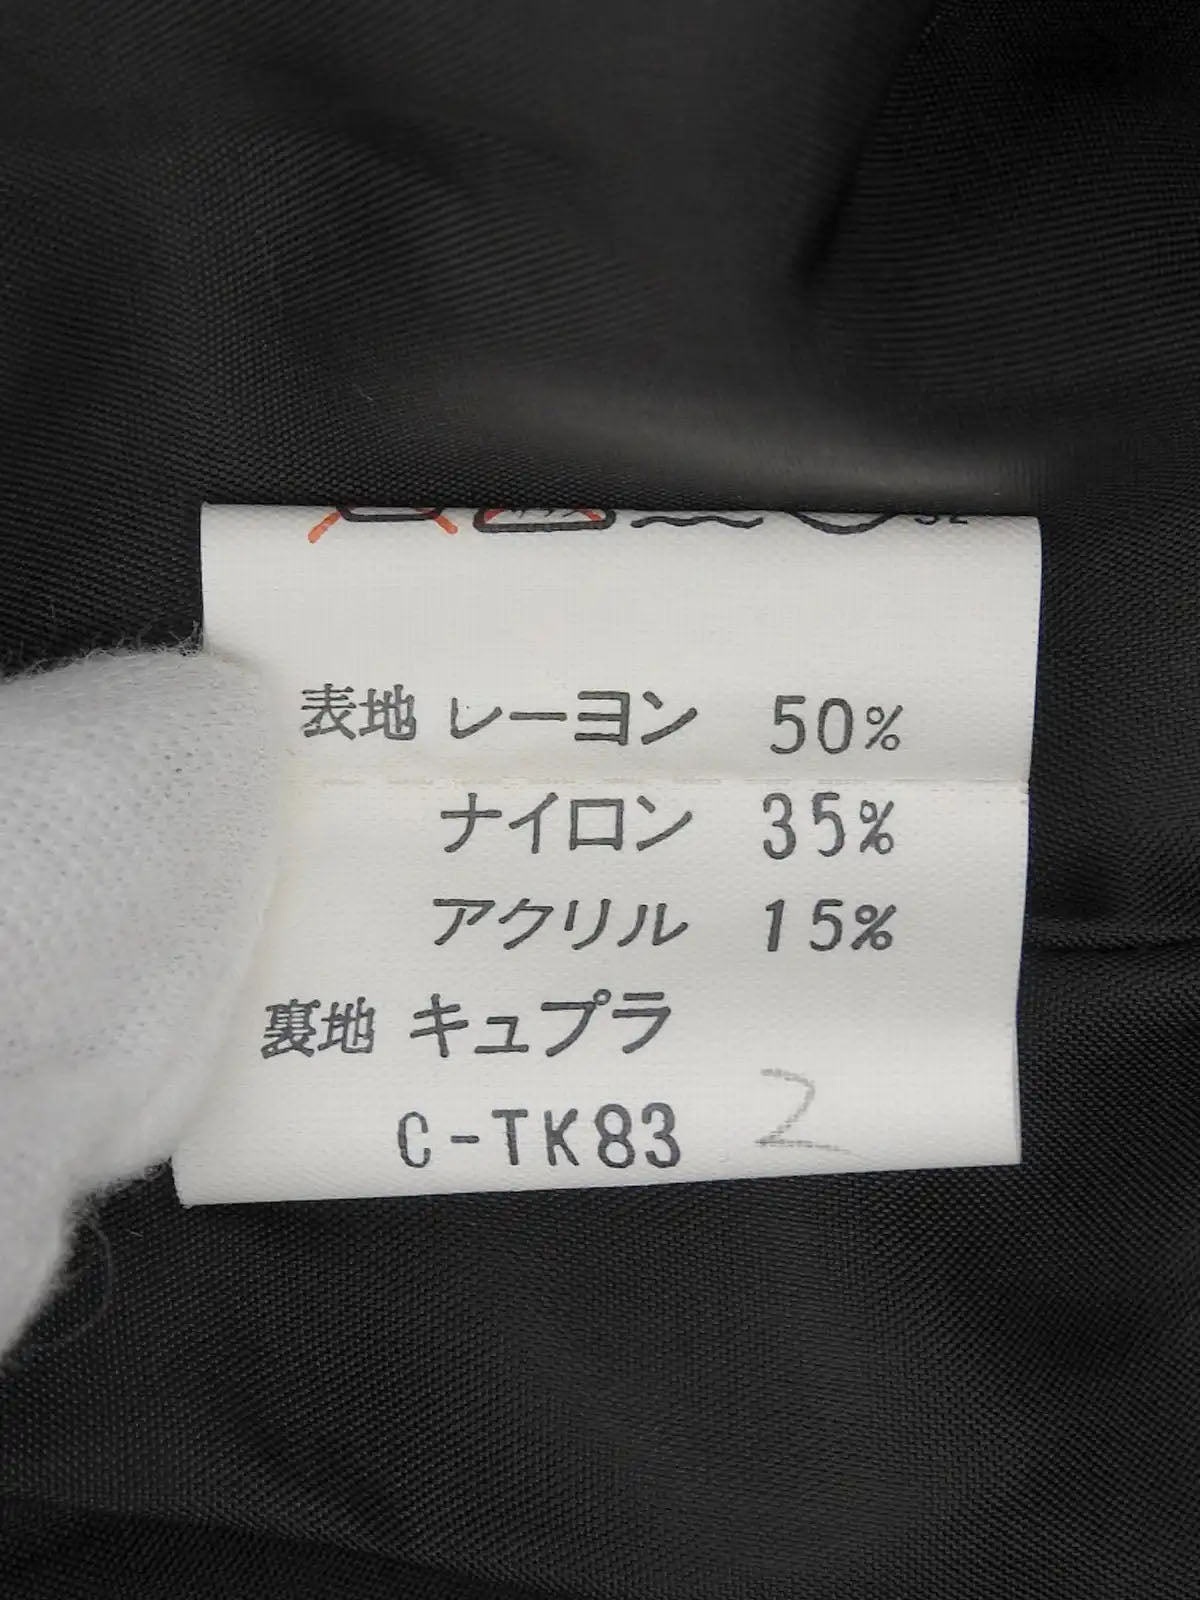 表地 レーヨン 50%
ナイロン 35%
アクリル 15%
裏地 キュプラ
C-TK83 2